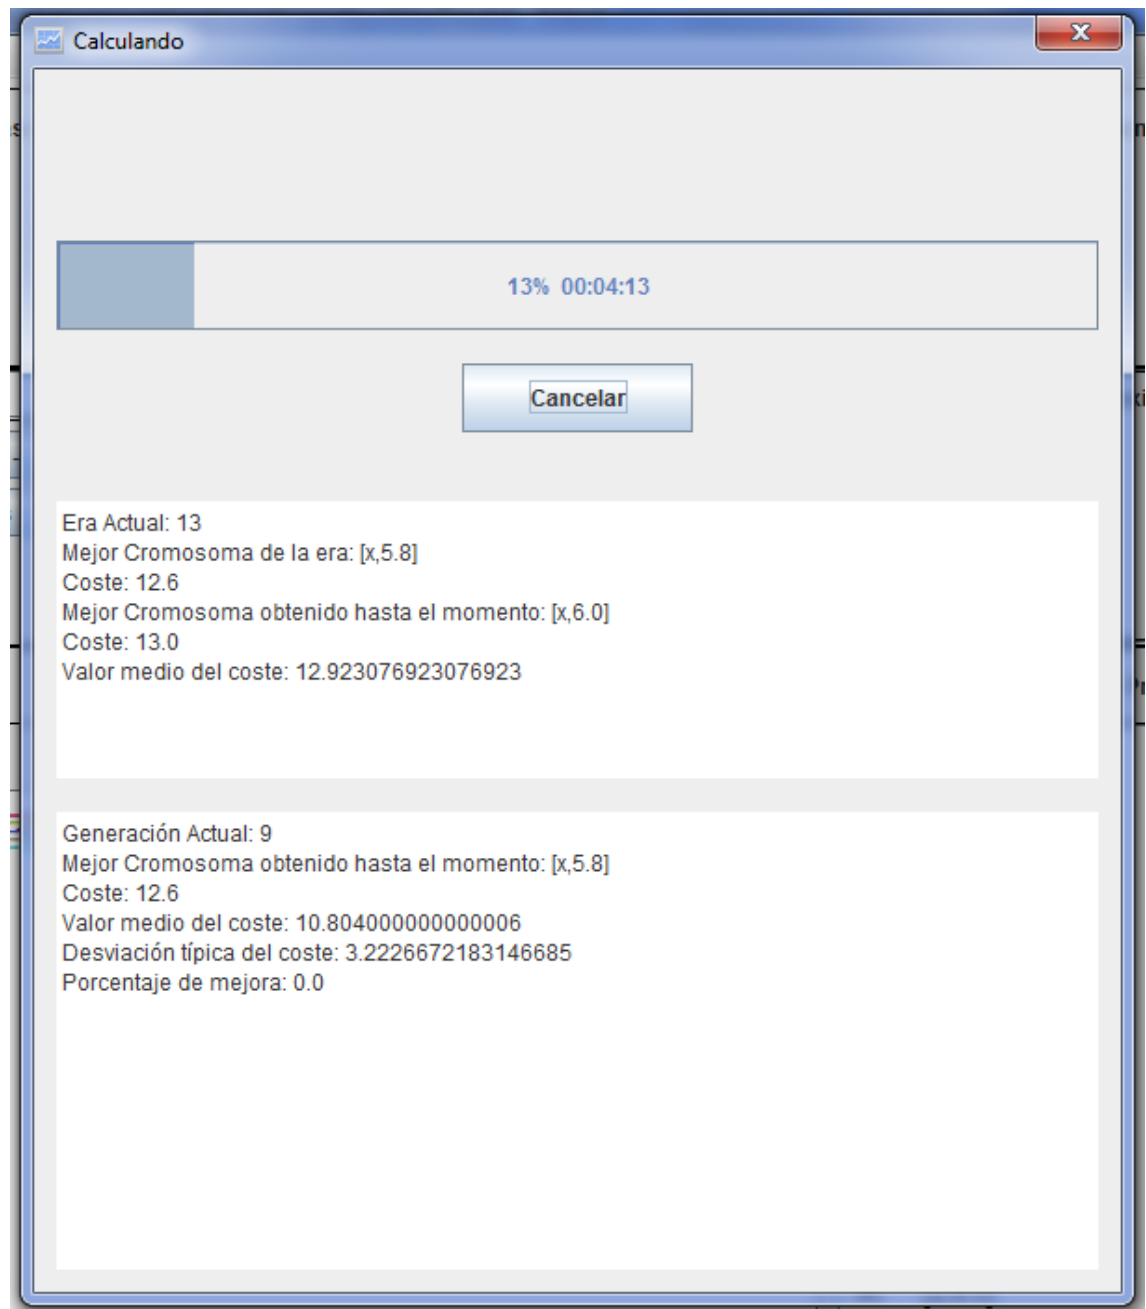 Calculando
13% 00:04:13
Cancelar
Era Actual: 13
Mejor Cromosoma de la era: [x,5.8]
Coste: 12.6
Mejor Cromosoma obtenido hasta el momento: [x,6.0]
Coste: 13.0
Valor medio del coste: 12.923076923076923
Generación Actual: 9
Mejor Cromosoma obtenido hasta el momento: [x,5.8]
Coste: 12.6
Valor medio del coste: 10.804000000000006
Desviación típica del coste: 3.2226672183146685
Porcentaje de mejora: 0.0